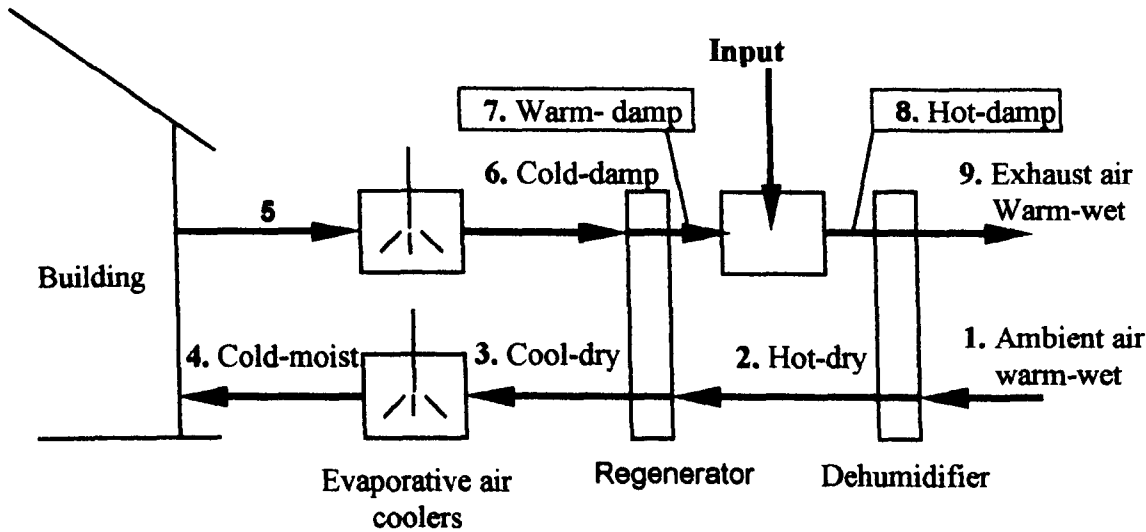 Input
7. Warm- damp
8. Hot-damp
6. Cold-damp
9. Exhaust air
Warm-wet
5
Building
4. Cold-moist
3. Cool-dry
2. Hot-dry
1. Ambient air
warm-wet
Evaporative air
coolers
Regenerator
Dehumidifier